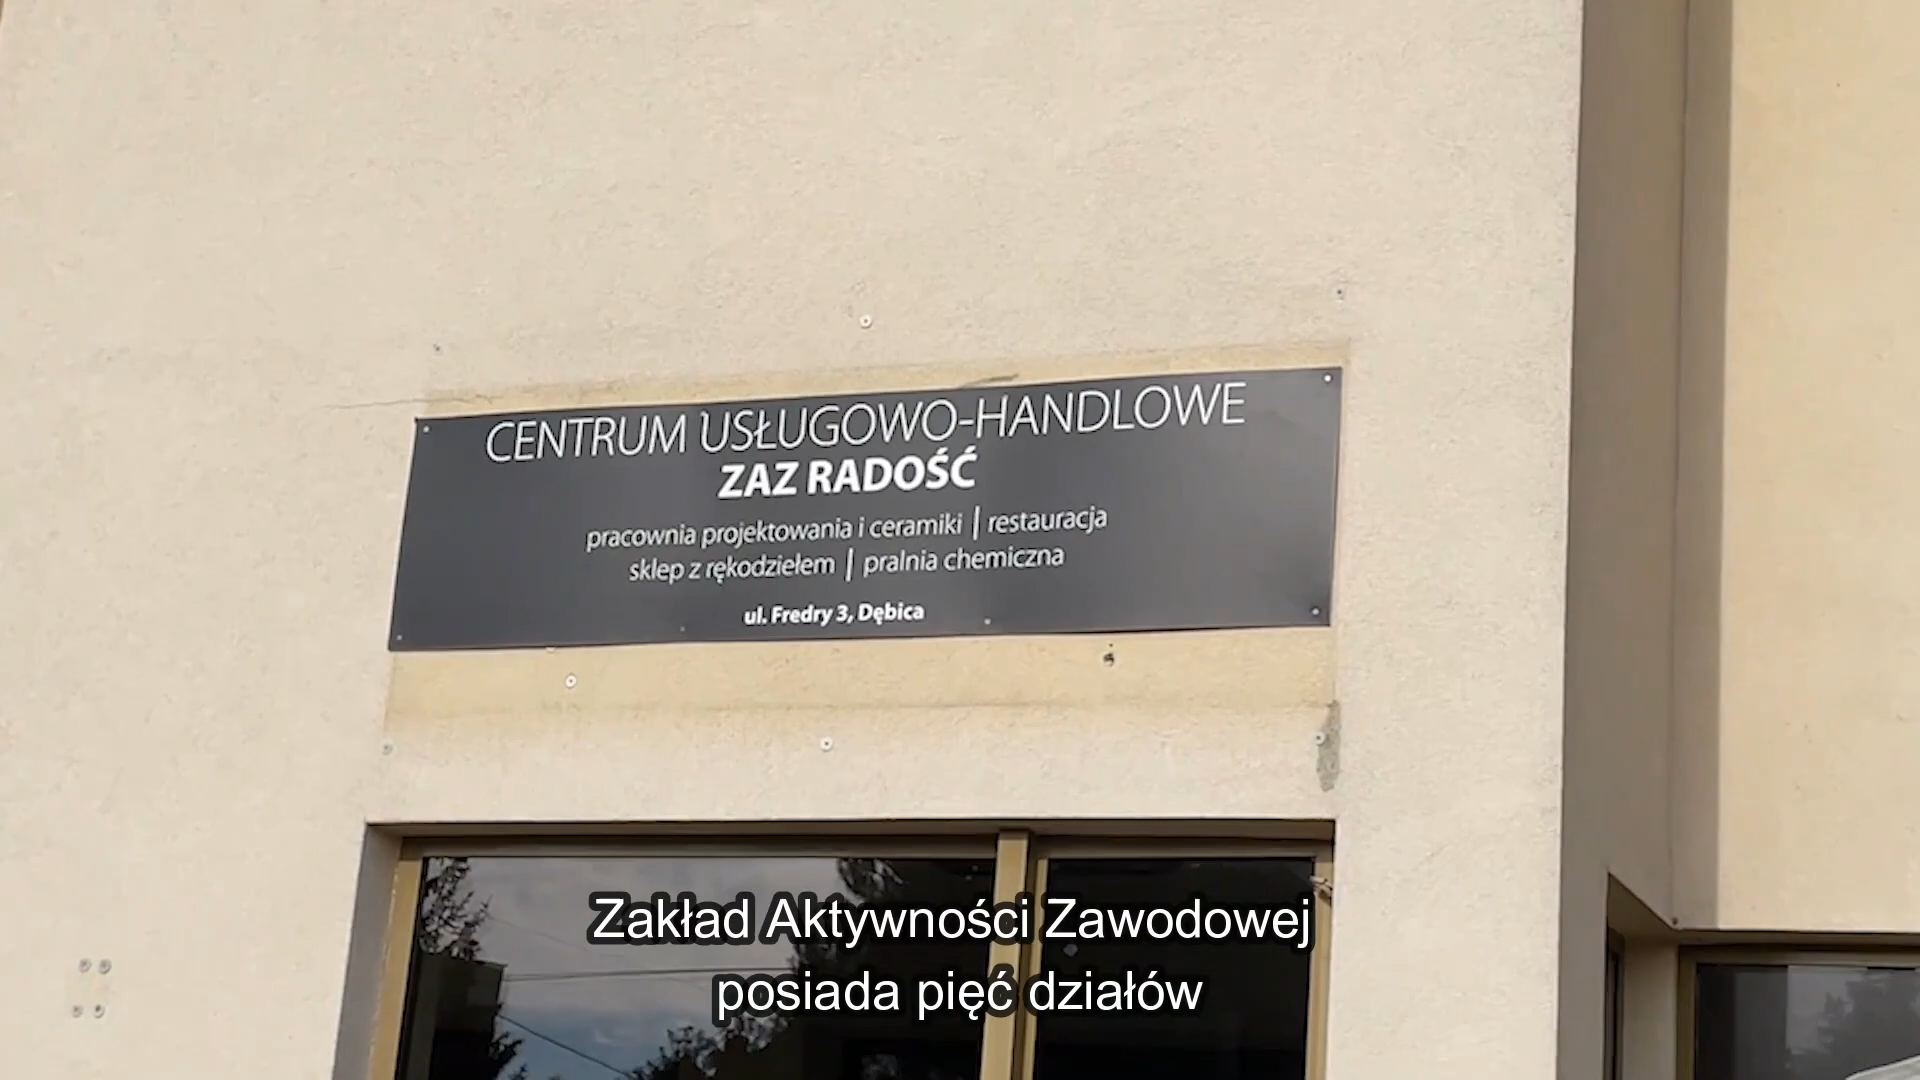 CENTRUM USŁUGOWO-HANDLOWE
ZAZ RADOŚĆ
pracownia projektowania i ceramiki | restauracja
sklep z rękodziełem | pralnia chemiczna
ul. Fredry 3, Dębica
Zakład Aktywności Zawodowej
posiada pięć działów